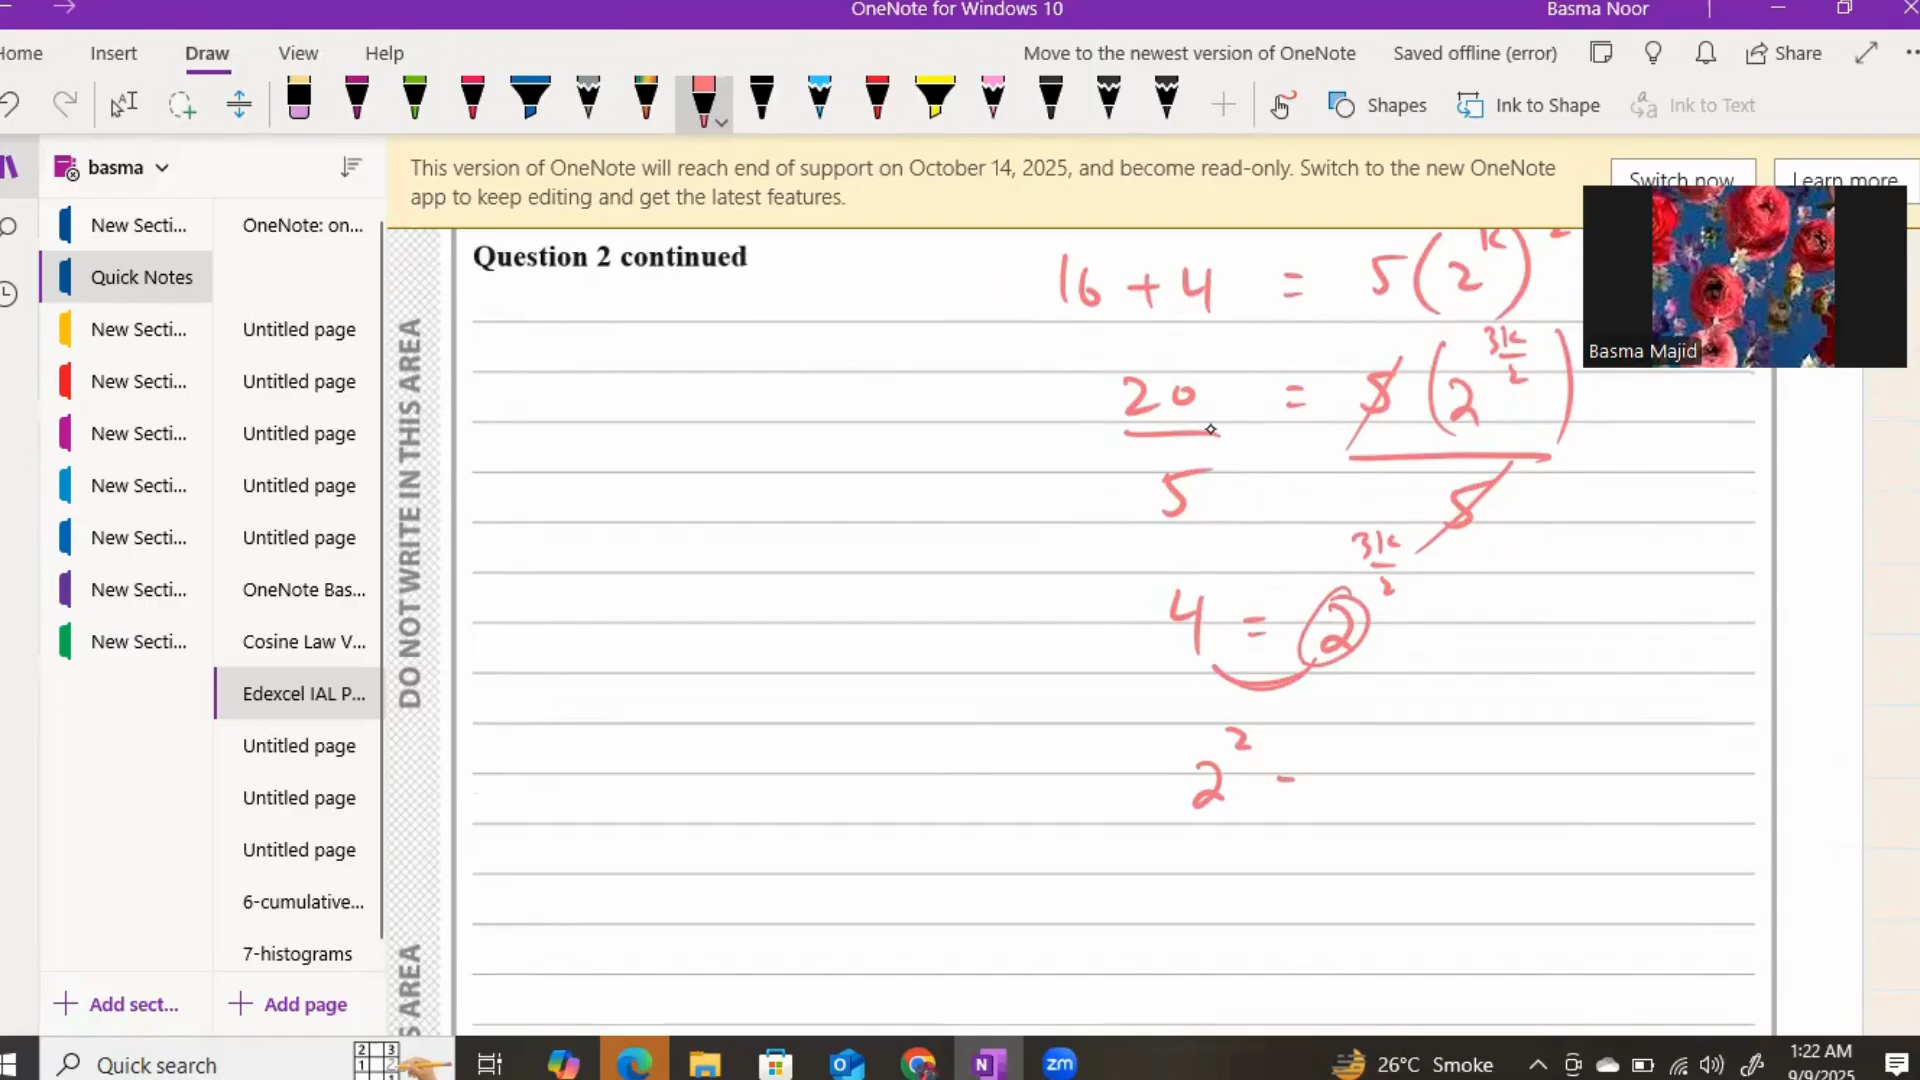 OneNote for Windows 10
Basma Noor
Home Insert Draw View Help
Move to the newest version of OneNote Saved offline (error) Share
Shapes Ink to Shape Ink to Text
basma
This version of OneNote will reach end of support on October 14, 2025, and become read-only. Switch to the new OneNote
app to keep editing and get the latest features.
Switch now Learn more
New Secti...
Quick Notes
New Secti...
New Secti...
New Secti...
New Secti...
New Secti...
New Secti...
New Secti...
Add sect...
OneNote: on...
Untitled page
Untitled page
Untitled page
Untitled page
Untitled page
OneNote Bas...
Cosine Law V...
Edexcel IAL P...
Untitled page
Untitled page
Untitled page
6-cumulative...
7-histograms
Add page
DO NOT WRITE IN THIS AREA
S AREA
Question 2 continued
16 + 4 = 5(2^k)
20/5 = 5(2^(3k/2))/5
4 = 2^(3k/2)
2^2 -
Basma Majid
Quick search
zm
26°C Smoke
1:22 AM
9/9/2025